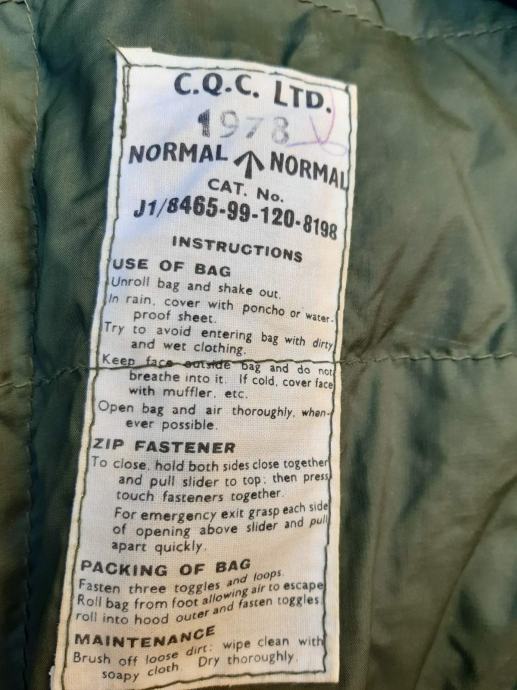 C.Q.C. LTD.
1978
NORMAL NORMAL
CAT. No.
J1/8465-99-120-8198
INSTRUCTIONS
USE OF BAG
Unroll bag and shake out.
In rain, cover with poncho or water-
proof sheet.
Try to avoid entering bag with dirty
and wet clothing.
Keep face outside bag and do not
breathe into it. If cold, cover face
with muffler, etc.
Open bag and air thoroughly, when-
ever possible.
ZIP FASTENER
To close, hold both sides close together
and pull slider to top; then press
touch fasteners together.
For emergency exit grasp each side
of opening above slider and pull
apart quickly.
PACKING OF BAG
Fasten three toggles and loops.
Roll bag from foot allowing air to escape
roll into hood outer and fasten toggles.
MAINTENANCE
Brush off loose dirt; wipe clean with
soapy cloth. Dry thoroughly.